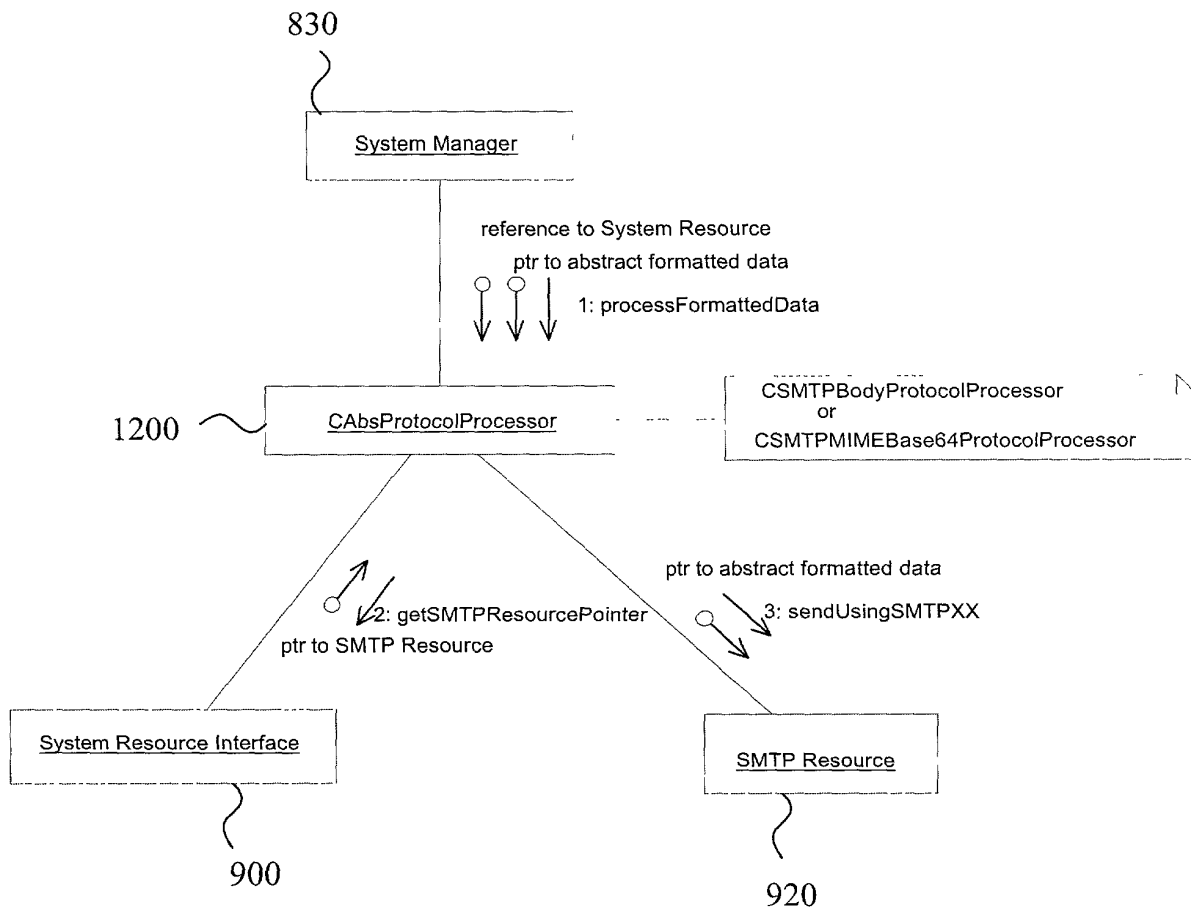 830
System Manager
reference to System Resource
ptr to abstract formatted data
1: processFormattedData
CSMTPBodyProtocolProcessor
or
CSMTPMIMEBase64ProtocolProcessor
1200
CAbsProtocolProcessor
ptr to abstract formatted data
3: sendUsingSMTPXX
2: getSMTPResourcePointer
ptr to SMTP Resource
System Resource Interface
SMTP Resource
900
920